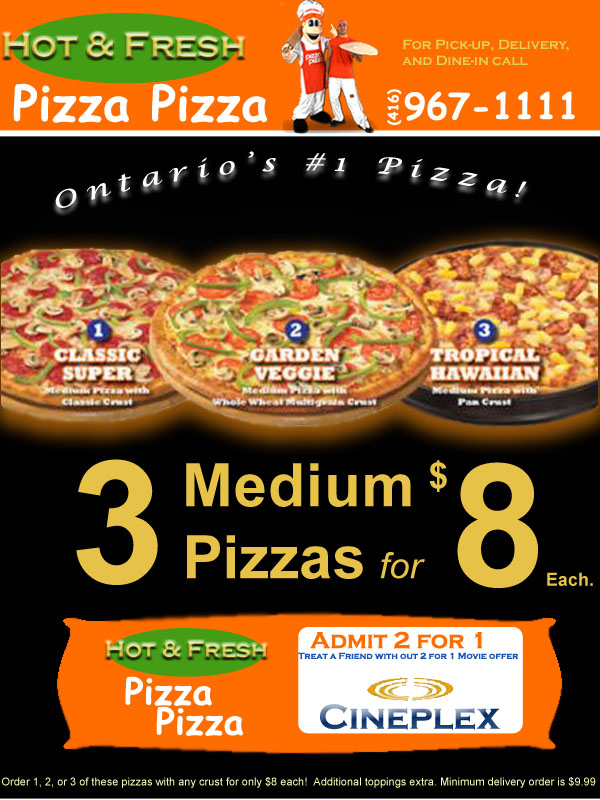 Hot & Fresh
Pizza Pizza
For Pick-up, Delivery,
and Dine-in call
(416) 967-1111
Ontario's #1 Pizza!
1
Classic
Super
Medium Pizza with
Classic Crust
2
Garden
Veggie
Medium Pizza with
Whole Wheat Multigrain Crust
3
Tropical
Hawaiian
Medium Pizza with
Pan Crust
3 Medium Pizzas for $8 Each.
Hot & Fresh
Pizza
Pizza
Admit 2 for 1
Treat a Friend with out 2 for 1 Movie offer
Cineplex
Order 1, 2, or 3 of these pizzas with any crust for only $8 each! Additional toppings extra. Minimum delivery order is $9.99